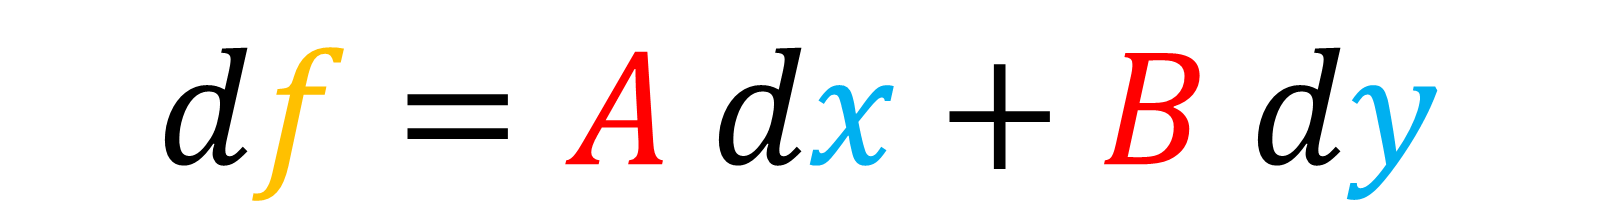 df = A dx + B dy